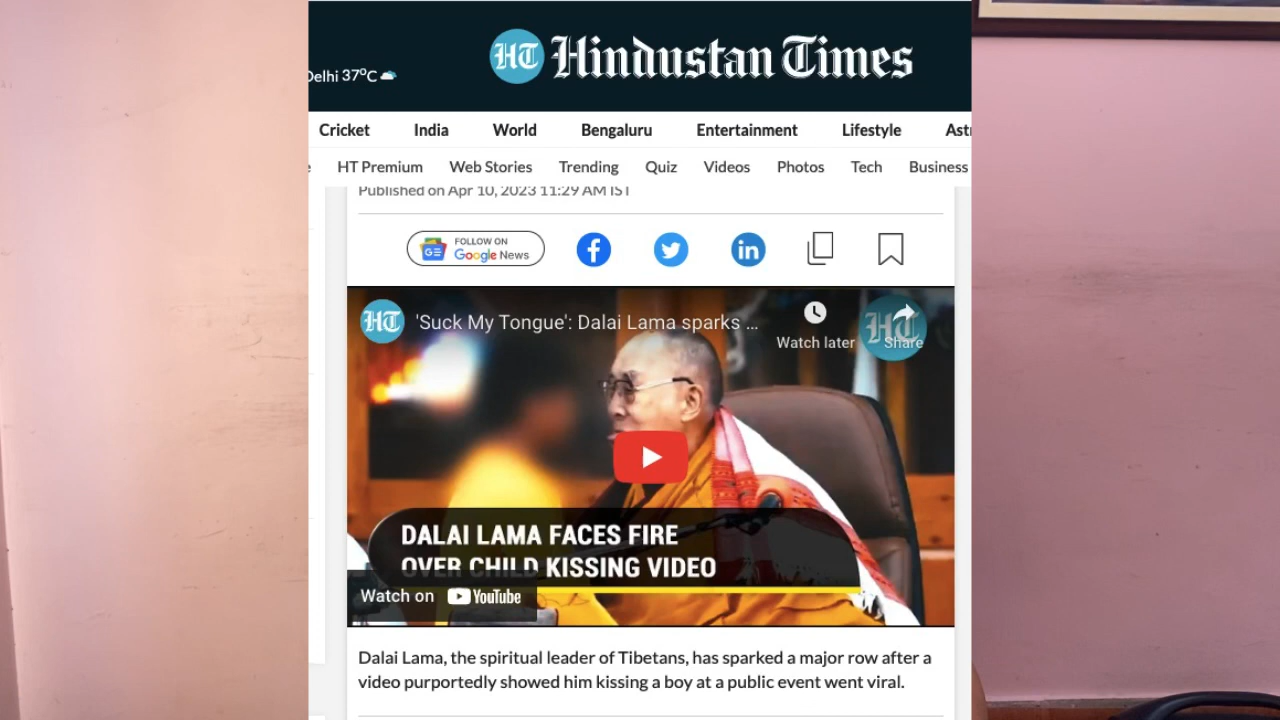 HT Hindustan Times
Delhi 37°C
Cricket India World Bengaluru Entertainment Lifestyle
HT Premium Web Stories Trending Quiz Videos Photos Tech Business
Published on Apr 10, 2023 11:29 AM IST
FOLLOW ON
GE Google News
f in
HT 'Suck My Tongue': Dalai Lama sparks ... HT
Watch later Share
DALAI LAMA FACES FIRE
OVER CHILD KISSING VIDEO
Watch on YouTube
Dalai Lama, the spiritual leader of Tibetans, has sparked a major row after a
video purportedly showed him kissing a boy at a public event went viral.